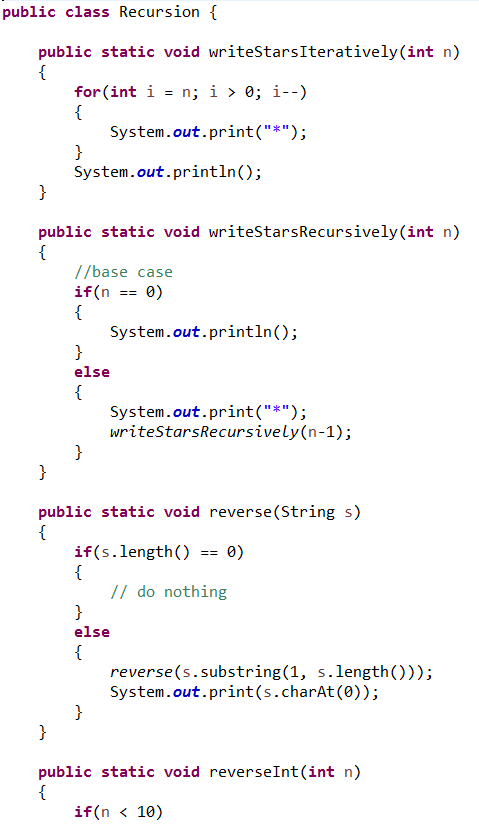 public class Recursion {
public static void writeStarsIteratively(int n)
{
for(int i = n; i > 0; i--)
{
System.out.print("*");
}
System.out.println();
}
public static void writeStarsRecursively(int n)
{
//base case
if(n == 0)
{
System.out.println();
}
else
{
System.out.print("*");
writeStarsRecursively(n-1);
}
}
public static void reverse(String s)
{
if(s.length() == 0)
{
// do nothing
}
else
{
reverse(s.substring(1, s.length()));
System.out.print(s.charAt(0));
}
}
public static void reverseInt(int n)
{
if(n < 10)